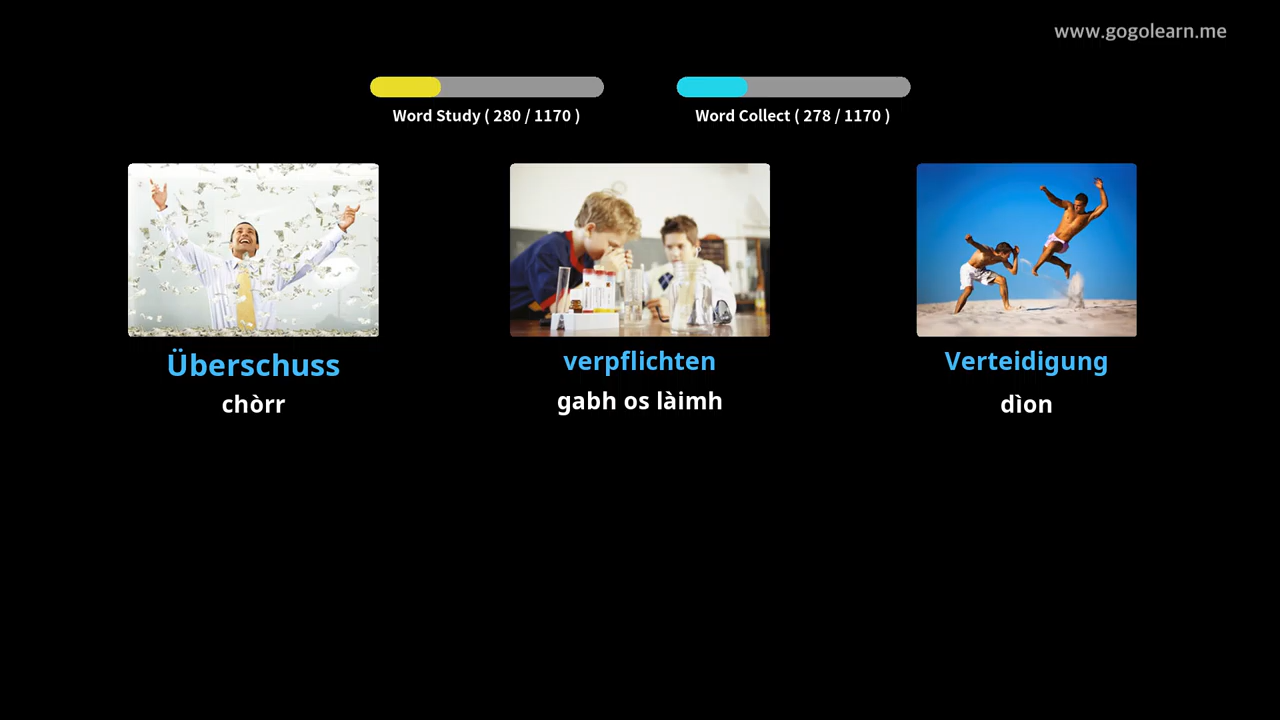 www.gogolearn.me
Word Study ( 280 / 1170 )
Word Collect ( 278 / 1170 )
Überschuss
chòrr
verpflichten
gabh os làimh
Verteidigung
dìon